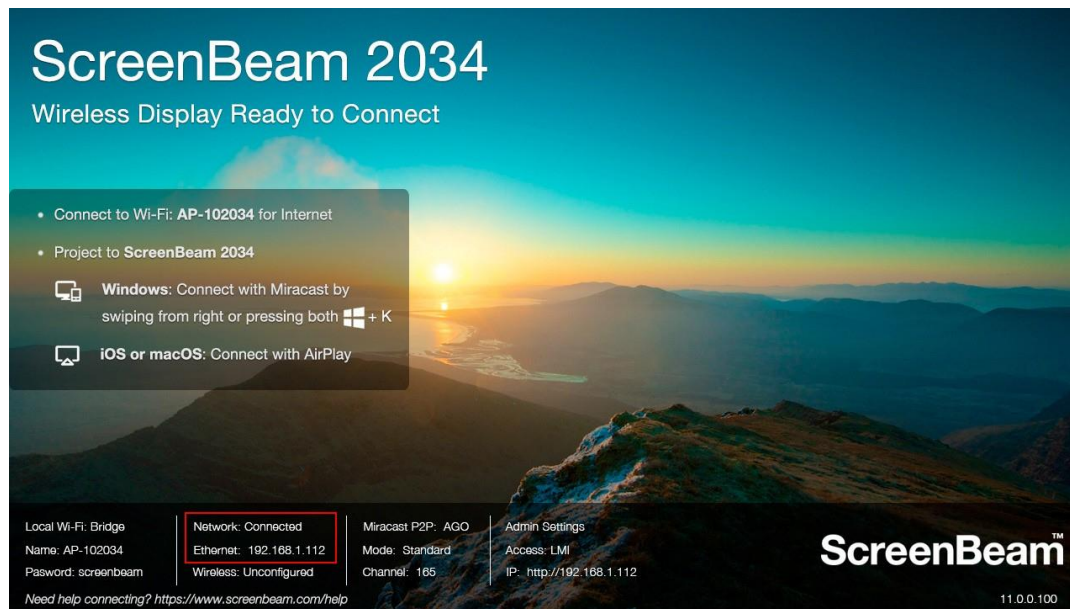 ScreenBeam 2034
Wireless Display Ready to Connect
• Connect to Wi-Fi: AP-102034 for Internet
• Project to ScreenBeam 2034
Windows: Connect with Miracast by
swiping from right or pressing both + K
iOS or macOS: Connect with AirPlay
Local Wi-Fi: Bridge
Name: AP-102034
Pasword: screenbeam
Network: Connected
Ethernet: 192.168.1.112
Wireless: Unconfigured
Miracast P2P: AGO
Mode: Standard
Channel: 165
Admin Settings
Access: LMI
IP: http://192.168.1.112
ScreenBeam™
Need help connecting? https://www.screenbeam.com/help
11.0.0.100